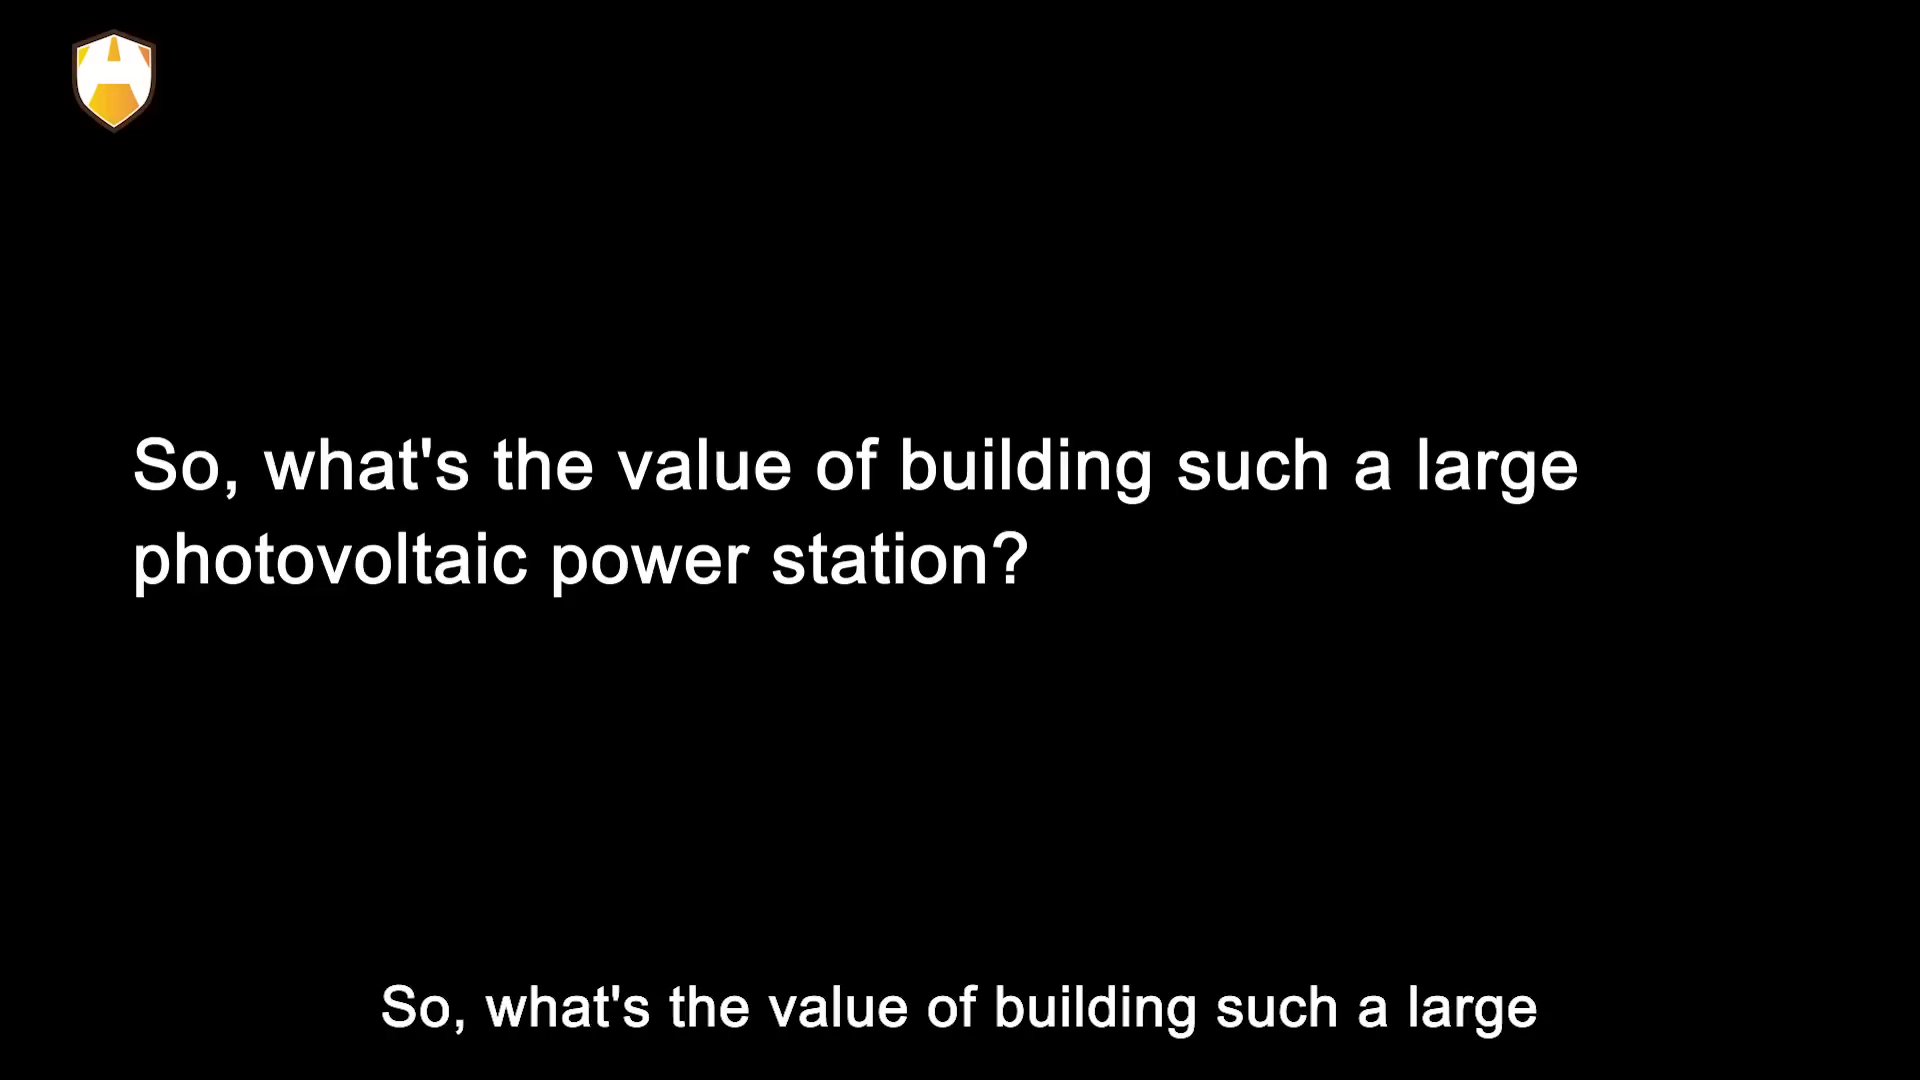 So, what's the value of building such a large
photovoltaic power station?
So, what's the value of building such a large